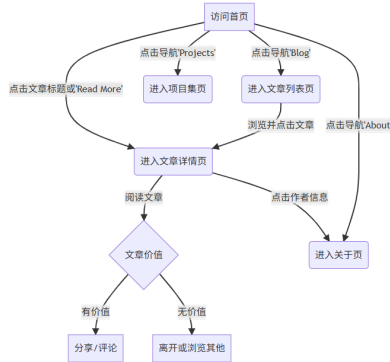 访问首页
点击导航'Projects'
点击导航'Blog'
点击文章标题或'Read More'
进入项目集页
进入文章列表页
浏览并点击文章
点击导航'About
进入文章详情页
阅读文章
点击作者信息
文章价值
进入关于页
有价值
无价值
分享/评论
离开或浏览其他